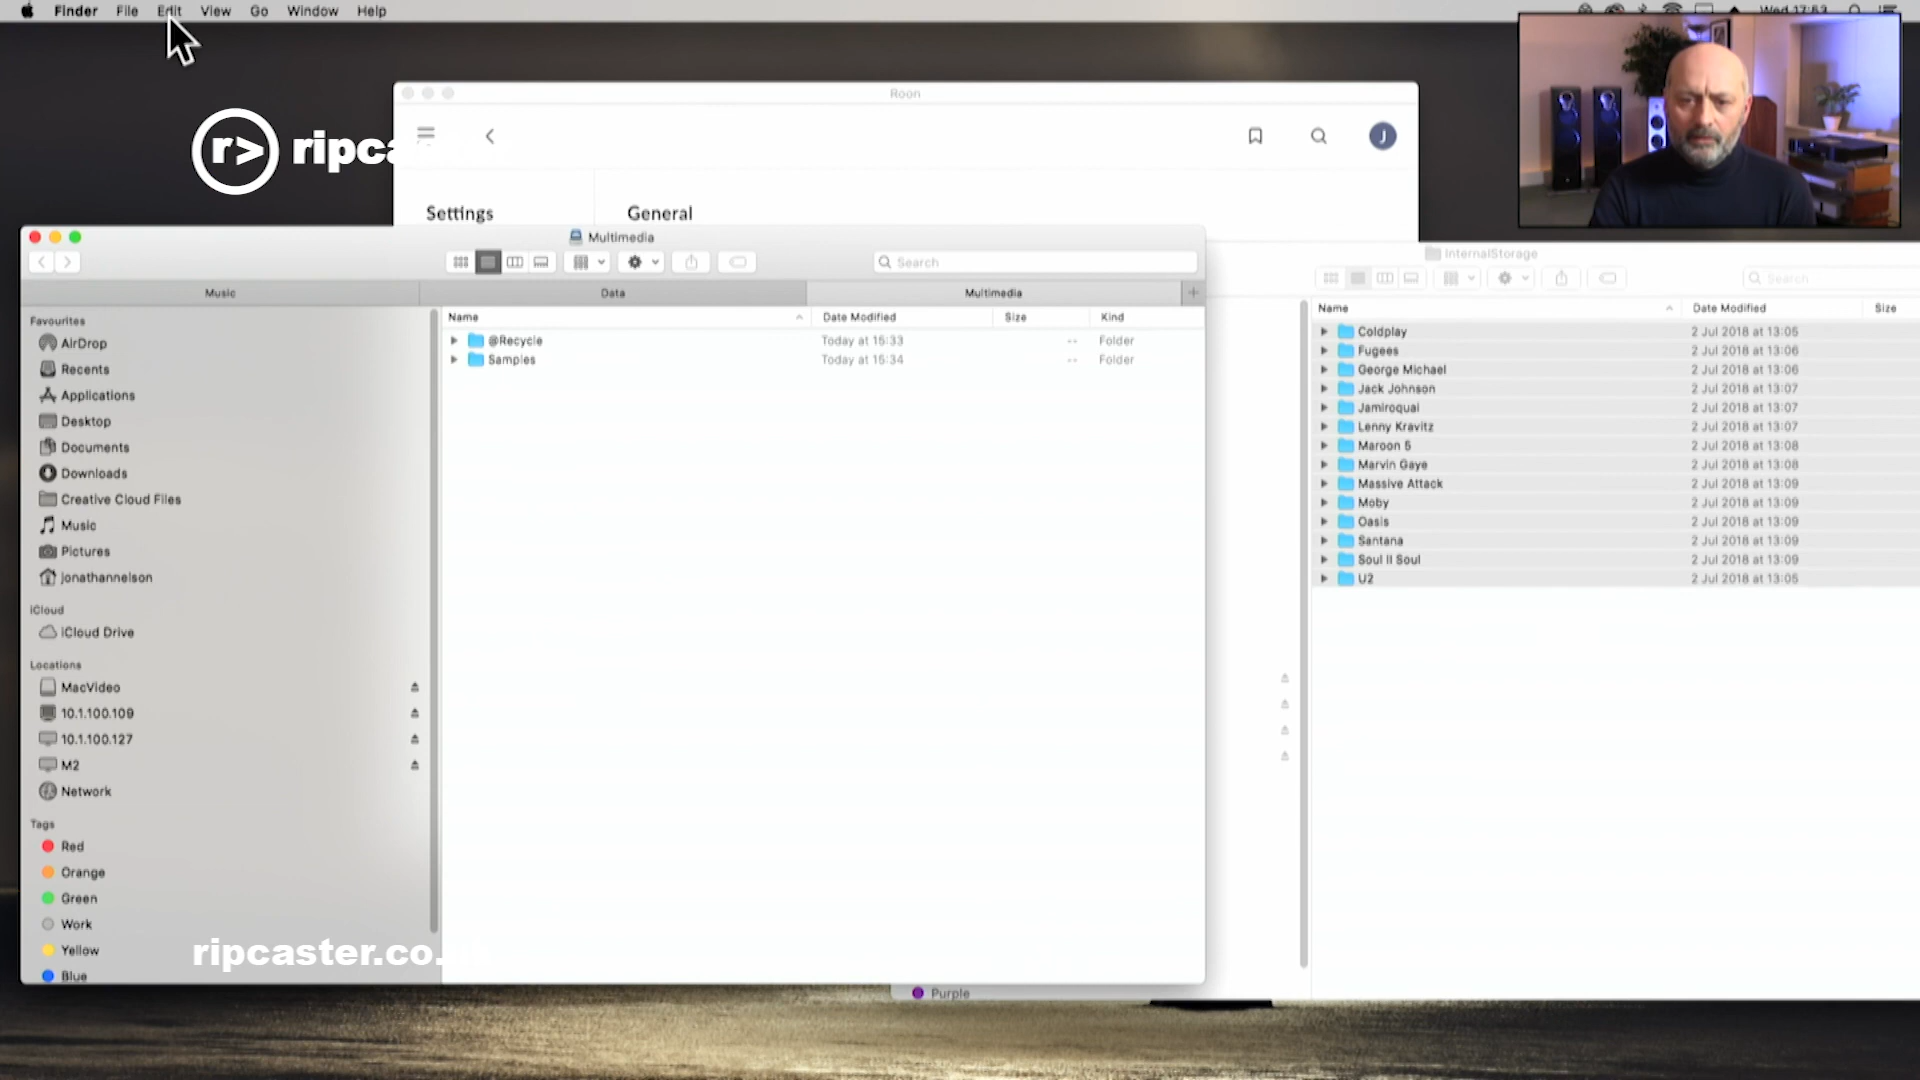 Finder File Edit View Go Window Help
Wed 17:53
Roon
J
r> ripca
Settings
General
Multimedia
Search
Music
Data
Multimedia
+
Favourites
AirDrop
Recents
Applications
Desktop
Documents
Downloads
Creative Cloud Files
Music
Pictures
jonathannelson
iCloud
iCloud Drive
Locations
MacVideo
10.1.100.109
10.1.100.127
M2
Network
Tags
Red
Orange
Green
Work
Yellow
Blue
Name Date Modified Size Kind
@Recycle Today at 15:33 -- Folder
Samples Today at 15:34 -- Folder
InternalStorage
Search
Name Date Modified Size
Coldplay 2 Jul 2018 at 13:05
Fugees 2 Jul 2018 at 13:06
George Michael 2 Jul 2018 at 13:06
Jack Johnson 2 Jul 2018 at 13:07
Jamiroquai 2 Jul 2018 at 13:07
Lenny Kravitz 2 Jul 2018 at 13:07
Maroon 5 2 Jul 2018 at 13:08
Marvin Gaye 2 Jul 2018 at 13:08
Massive Attack 2 Jul 2018 at 13:09
Moby 2 Jul 2018 at 13:09
Oasis 2 Jul 2018 at 13:09
Santana 2 Jul 2018 at 13:09
Soul II Soul 2 Jul 2018 at 13:09
U2 2 Jul 2018 at 13:05
ripcaster.co.
Purple